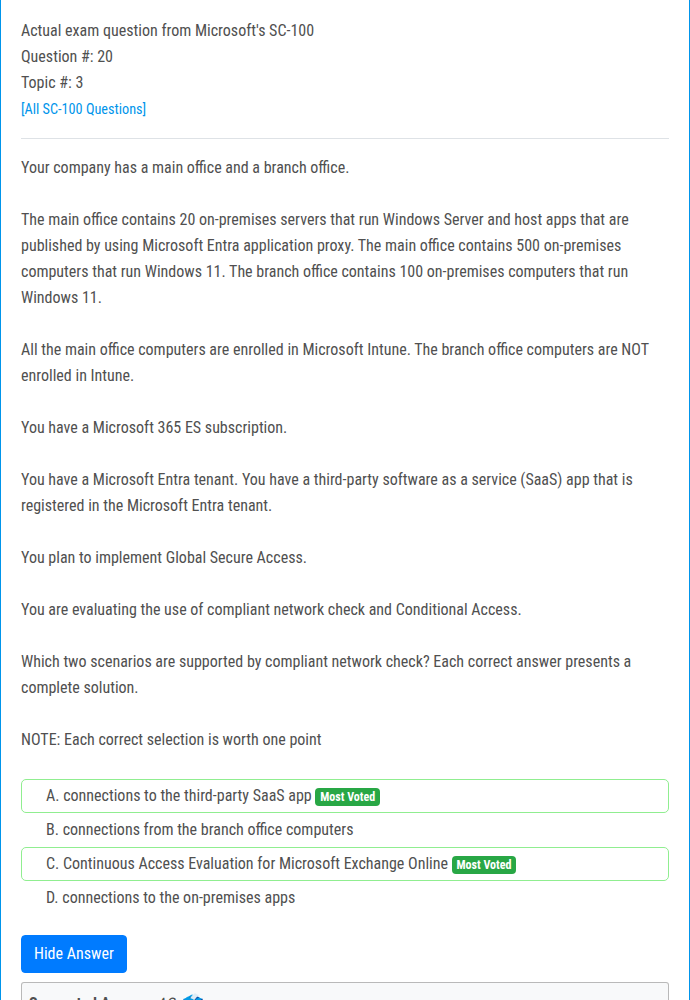 Actual exam question from Microsoft's SC-100
Question #: 20
Topic #: 3
[All SC-100 Questions]
Your company has a main office and a branch office.
The main office contains 20 on-premises servers that run Windows Server and host apps that are
published by using Microsoft Entra application proxy. The main office contains 500 on-premises
computers that run Windows 11. The branch office contains 100 on-premises computers that run
Windows 11.
All the main office computers are enrolled in Microsoft Intune. The branch office computers are NOT
enrolled in Intune.
You have a Microsoft 365 ES subscription.
You have a Microsoft Entra tenant. You have a third-party software as a service (SaaS) app that is
registered in the Microsoft Entra tenant.
You plan to implement Global Secure Access.
You are evaluating the use of compliant network check and Conditional Access.
Which two scenarios are supported by compliant network check? Each correct answer presents a
complete solution.
NOTE: Each correct selection is worth one point
A. connections to the third-party SaaS app Most Voted
B. connections from the branch office computers
C. Continuous Access Evaluation for Microsoft Exchange Online Most Voted
D. connections to the on-premises apps
Hide Answer